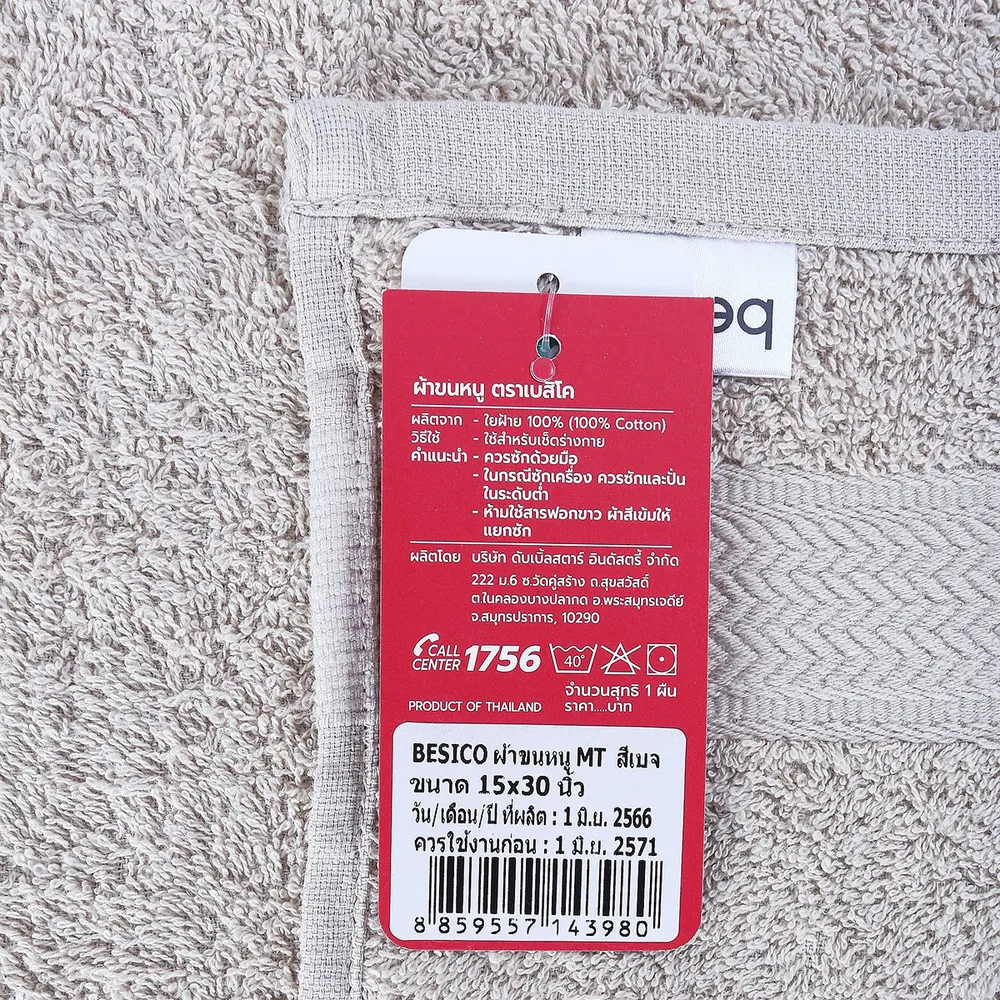 be
ผ้าขนหนู ตราเบสิโค
ผลิตจาก - ใยฝ้าย 100% (100% Cotton)
วิธีใช้ - ใช้สำหรับเช็ดร่างกาย
คำแนะนำ - ควรซักด้วยมือ
- ในกรณีซักเครื่อง ควรซักและปั่น
ในระดับต่ำ
- ห้ามใช้สารฟอกขาว ผ้าสีเข้มให้
แยกซัก
ผลิตโดย บริษัท ดับเบิ้ลสตาร์ อินดัสตรี้ จำกัด
222 ม.6 ซ.วัดคู่สร้าง ถ.สุขสวัสดิ์
ต.ในคลองบางปลากด อ.พระสมุทรเจดีย์
จ.สมุทรปราการ, 10290
CALL CENTER 1756 40°
จำนวนสุทธิ 1 ผืน
PRODUCT OF THAILAND ราคา.....บาท
BESICO ผ้าขนหนู MT สีเบจ
ขนาด 15x30 นิ้ว
วัน/เดือน/ปี ที่ผลิต : 1 มิ.ย. 2566
ควรใช้งานก่อน : 1 มิ.ย. 2571
8 859557 143980